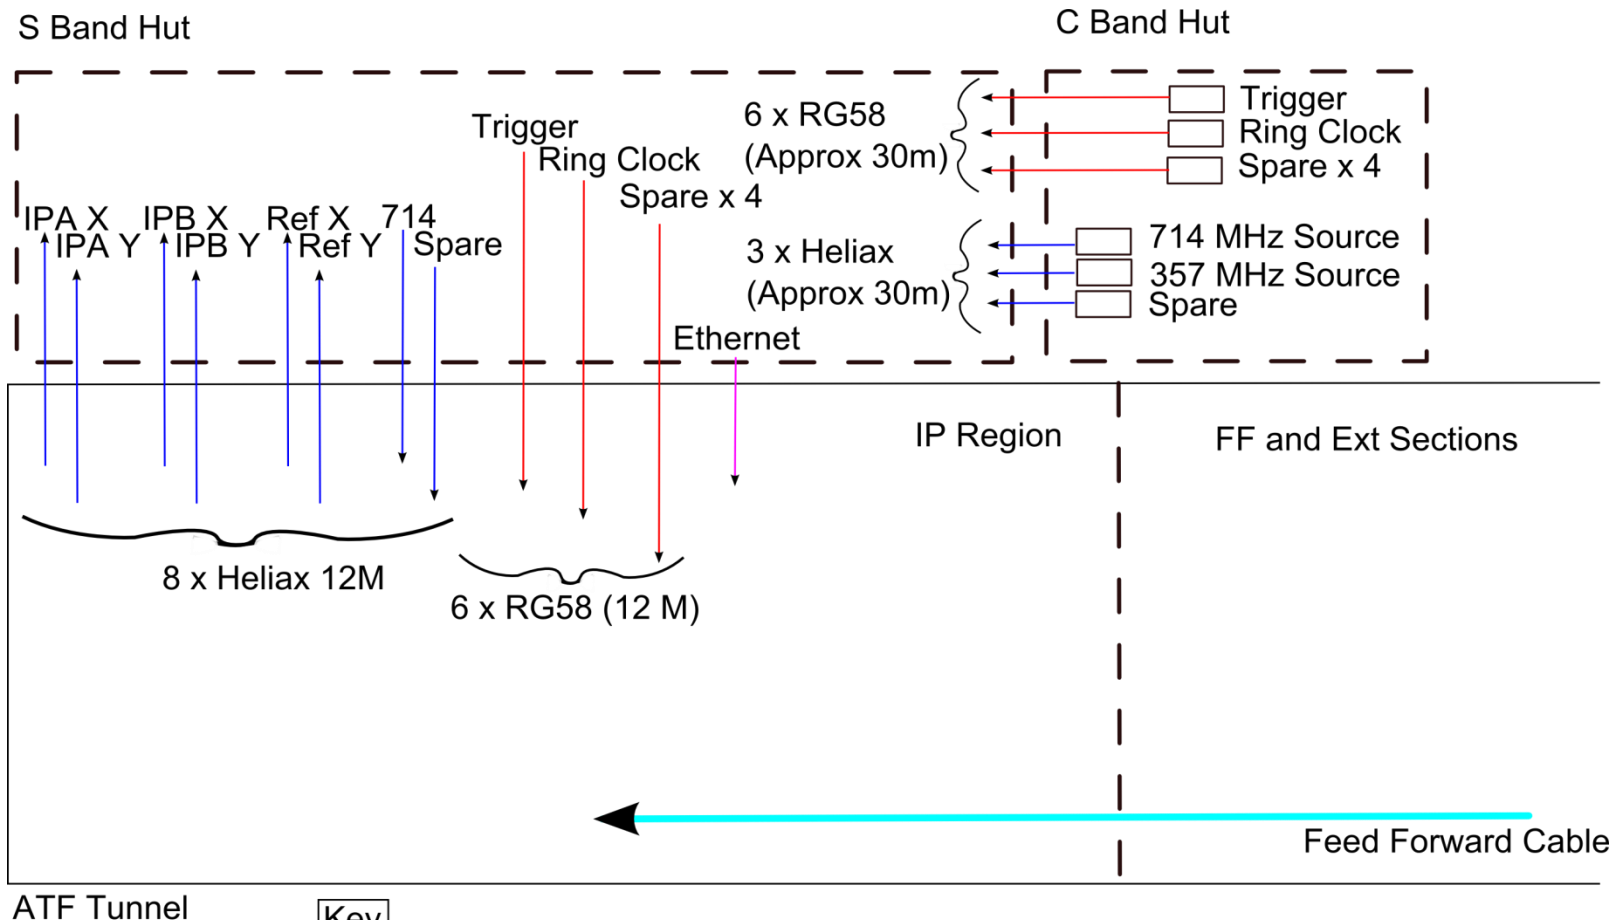 S Band Hut
C Band Hut
6 x RG58
(Approx 30m)
Trigger
Ring Clock
Spare x 4
Trigger
Ring Clock
Spare x 4
IPA X
IPB X
Ref X
714
IPA Y
IPB Y
Ref Y
Spare
3 x Heliax
(Approx 30m)
714 MHz Source
357 MHz Source
Spare
Ethernet
IP Region
FF and Ext Sections
8 x Heliax 12M
6 x RG58 (12 M)
Feed Forward Cable
ATF Tunnel
Key